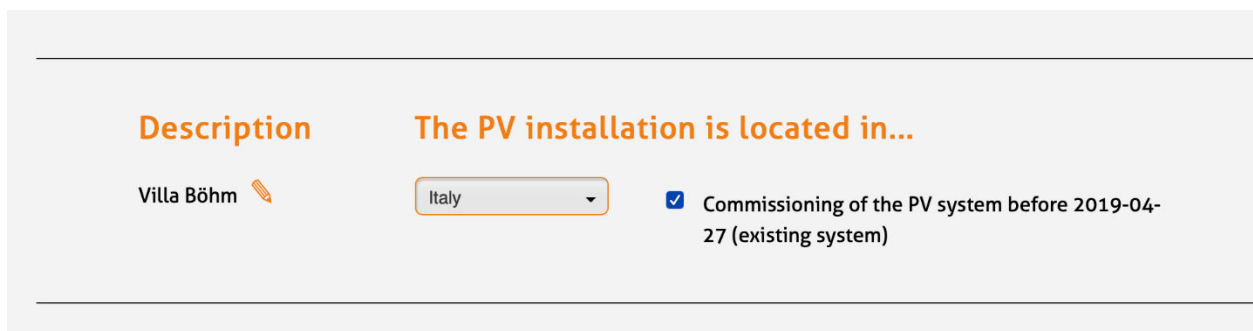 Description
The PV installation is located in...
Villa Böhm
Italy
Commissioning of the PV system before 2019-04-
27 (existing system)